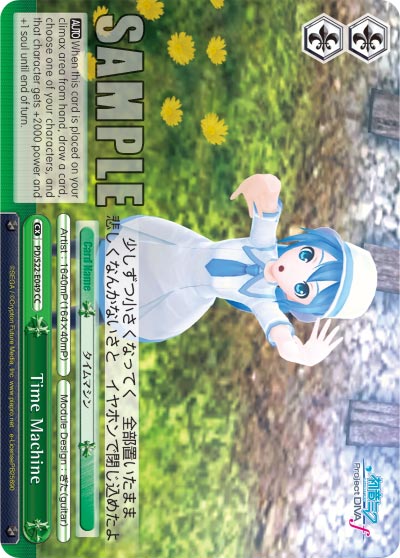 初音ミク
Project DIVA f
SAMPLE
少しずつ小さくなってく 全部置いたまま
悲しくなんかないさと イヤホンで閉じ込めたよ
Card Name
タイムマシン
Artist : 1640mP(164×40mP)
Module Design : きた(guitar)
[AUTO] When this card is placed on your
climax area from hand, draw a card,
choose one of your characters, and
that character gets +2000 power and
+1 soul until end of turn.
CX
PD/S22-E049 CC
Time Machine
©SEGA / ©Crypton Future Media, Inc. www.piapro.net